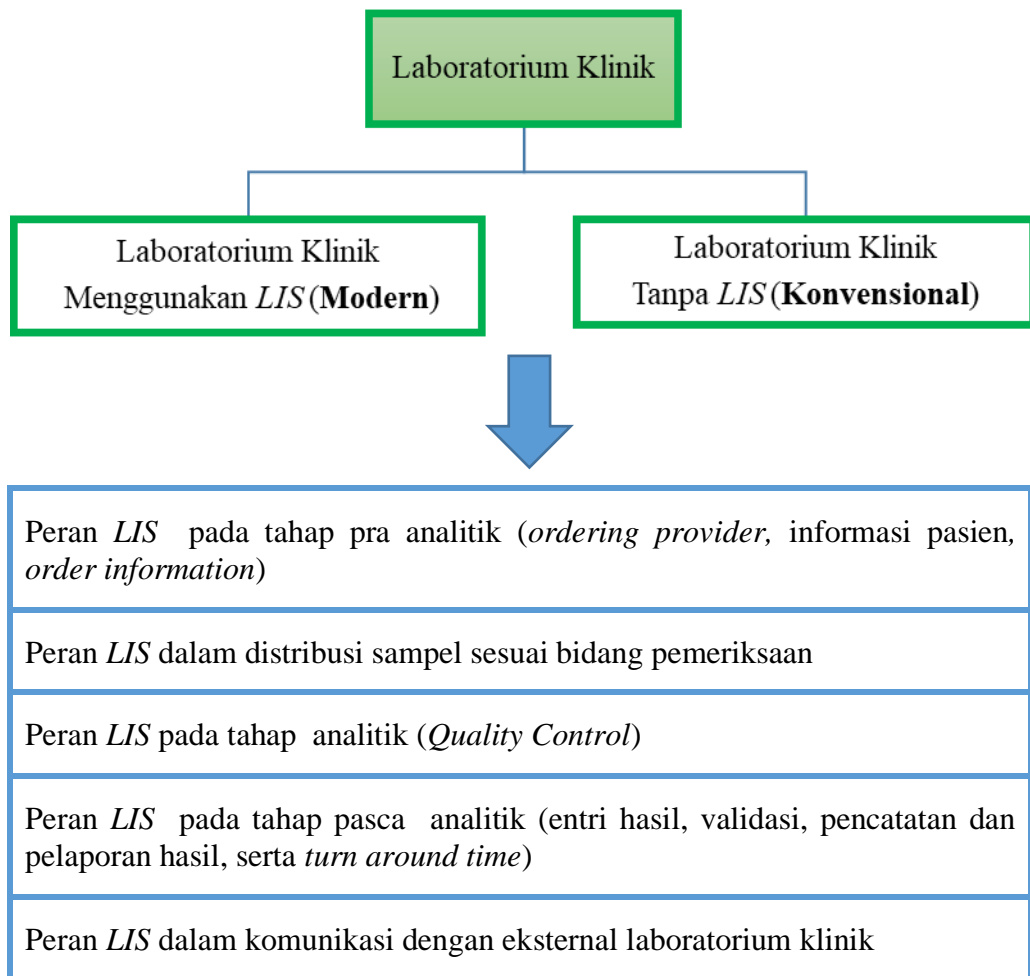 Laboratorium Klinik
Laboratorium Klinik
Menggunakan LIS (Modern)
Laboratorium Klinik
Tanpa LIS (Konvensional)
Peran LIS pada tahap pra analitik (ordering provider, informasi pasien,
order information)
Peran LIS dalam distribusi sampel sesuai bidang pemeriksaan
Peran LIS pada tahap analitik (Quality Control)
Peran LIS pada tahap pasca analitik (entri hasil, validasi, pencatatan dan
pelaporan hasil, serta turn around time)
Peran LIS dalam komunikasi dengan eksternal laboratorium klinik